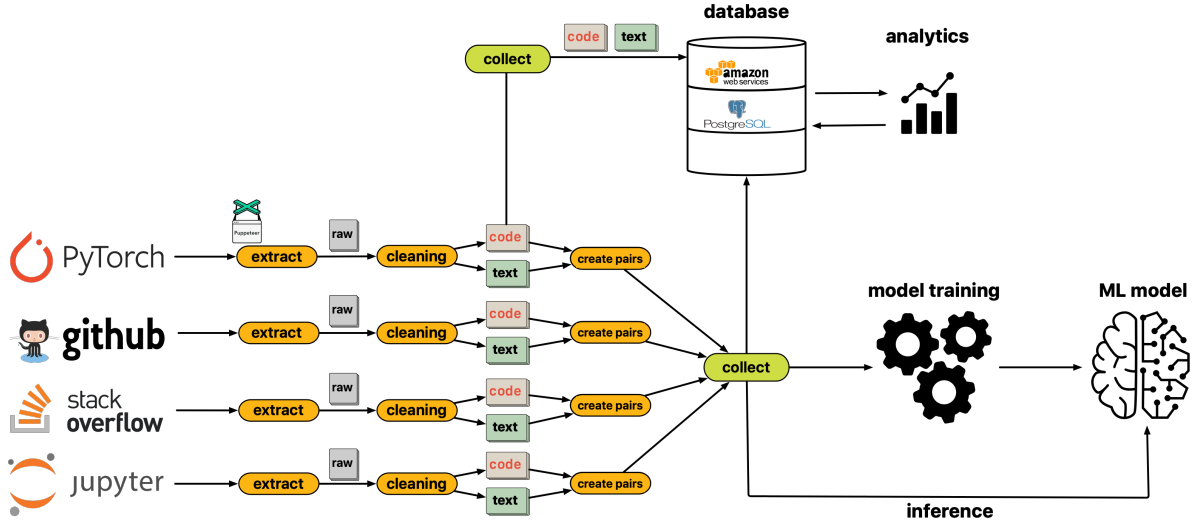 database
code
text
collect
analytics
amazon
web services
PostgreSQL
Puppeteer
PyTorch
extract
raw
cleaning
code
text
create pairs
github
extract
raw
cleaning
code
text
create pairs
collect
model training
ML model
stack
overflow
extract
raw
cleaning
code
text
create pairs
jupyter
extract
raw
cleaning
code
text
create pairs
inference